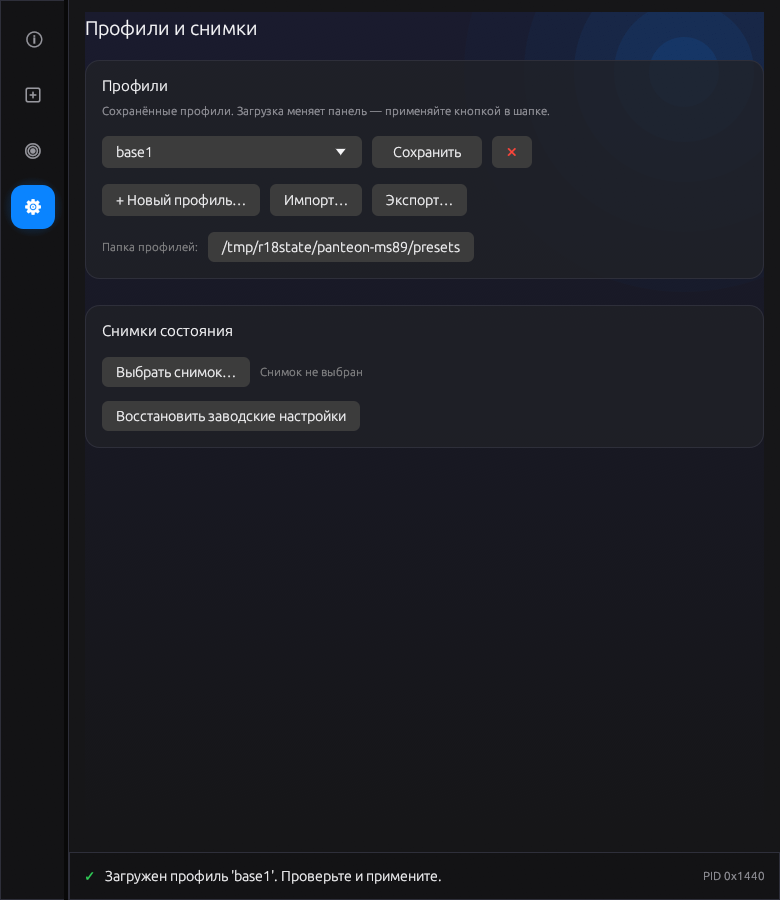 Профили и снимки
Профили
Сохранённые профили. Загрузка меняет панель — применяйте кнопкой в шапке.
base1 Сохранить ✕
+ Новый профиль… Импорт… Экспорт…
Папка профилей: /tmp/r18state/panteon-ms89/presets
Снимки состояния
Выбрать снимок… Снимок не выбран
Восстановить заводские настройки
✓ Загружен профиль 'base1'. Проверьте и примените. PID 0x1440